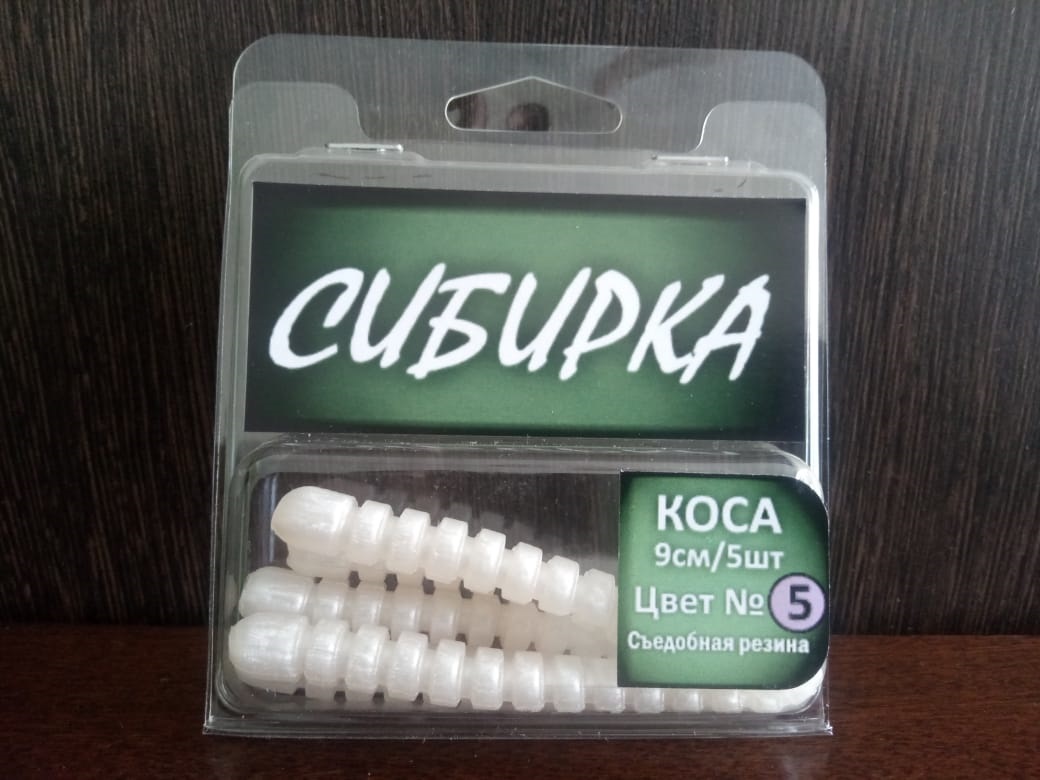 СИБИРКА
КОСА
9см/5шт
Цвет № 5
Съедобная резина